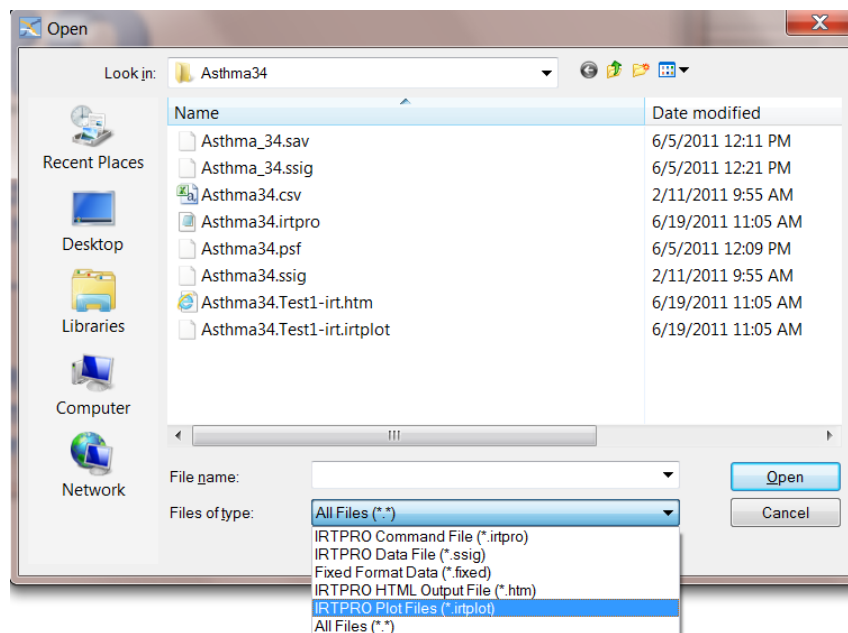 Open
X
Look in:
Asthma34
Name
Date modified
Asthma_34.sav
6/5/2011 12:11 PM
Asthma_34.ssig
6/5/2011 12:21 PM
Asthma34.csv
2/11/2011 9:55 AM
Asthma34.irtpro
6/19/2011 11:05 AM
Asthma34.psf
6/5/2011 12:09 PM
Asthma34.ssig
2/11/2011 9:55 AM
Asthma34.Test1-irt.htm
6/19/2011 11:05 AM
Asthma34.Test1-irt.irtplot
6/19/2011 11:05 AM
Recent Places
Desktop
Libraries
Computer
Network
File name:
Open
Files of type:
All Files (*.*)
Cancel
IRTPRO Command File (*.irtpro)
IRTPRO Data File (*.ssig)
Fixed Format Data (*.fixed)
IRTPRO HTML Output File (*.htm)
IRTPRO Plot Files (*.irtplot)
All Files (*.*)